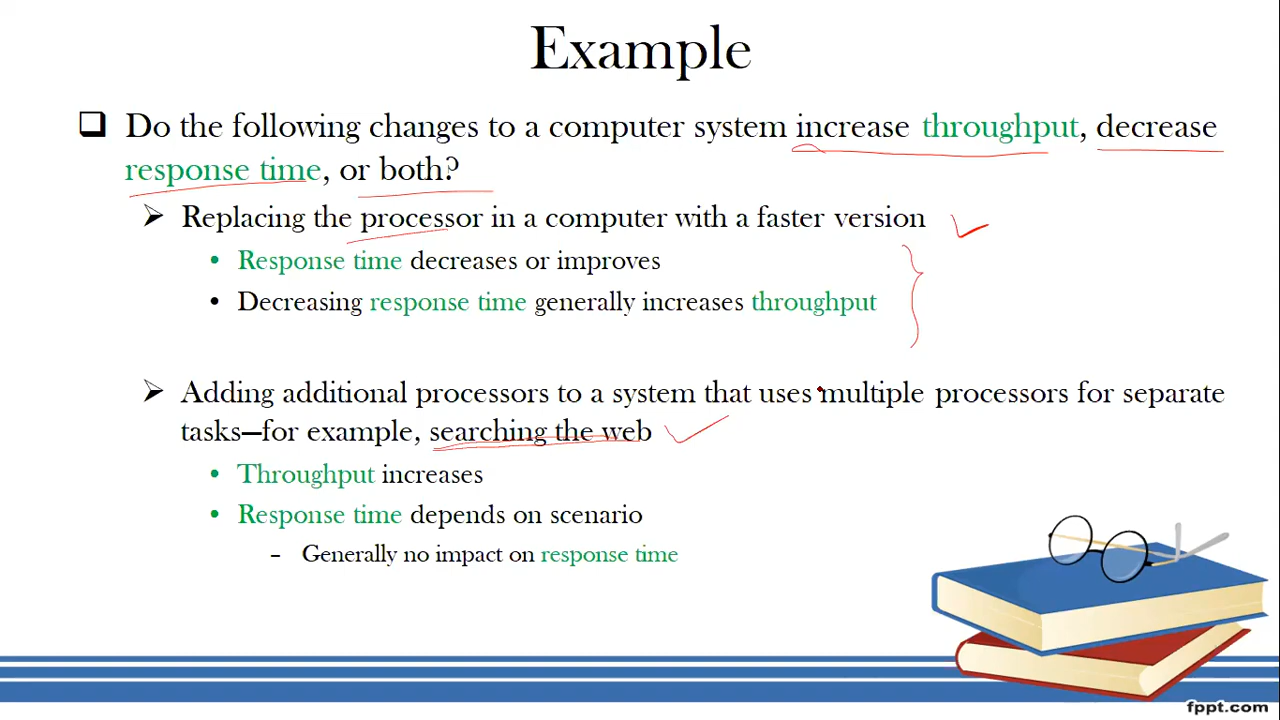 Example
❑ Do the following changes to a computer system increase throughput, decrease
response time, or both?
➢ Replacing the processor in a computer with a faster version
• Response time decreases or improves
• Decreasing response time generally increases throughput
➢ Adding additional processors to a system that uses multiple processors for separate
tasks—for example, searching the web
• Throughput increases
• Response time depends on scenario
– Generally no impact on response time
fppt.com